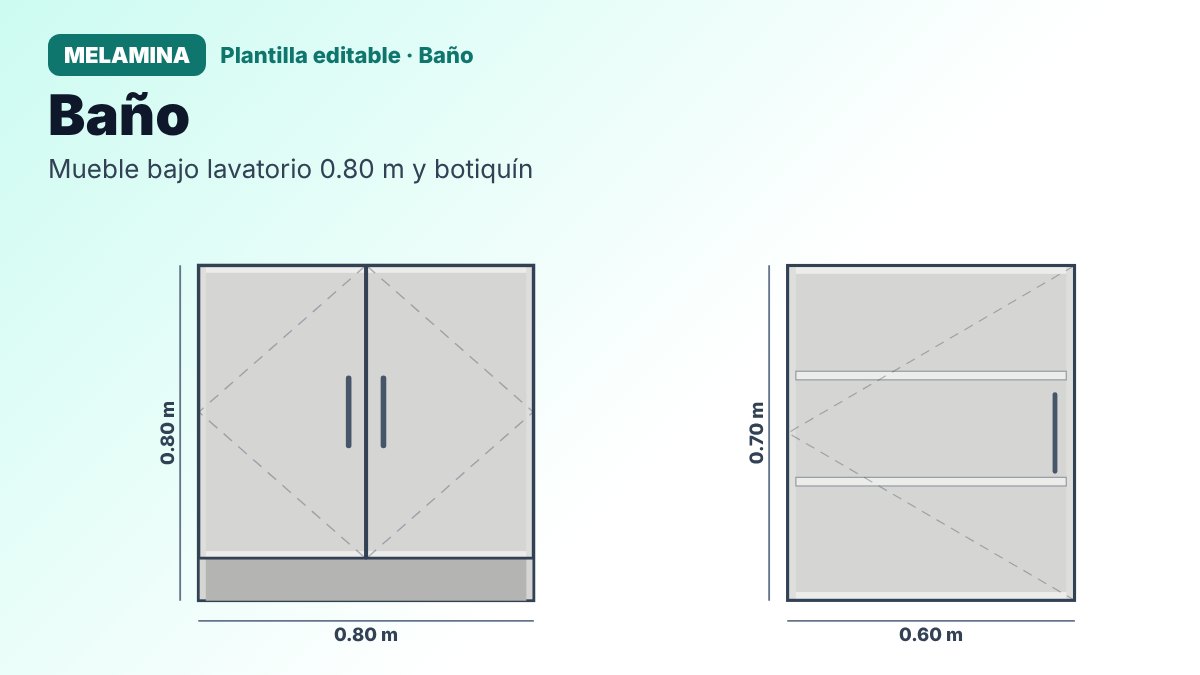 MELAMINA Plantilla editable · Baño
Baño
Mueble bajo lavatorio 0.80 m y botiquín
0.80 m
0.80 m
0.70 m
0.60 m